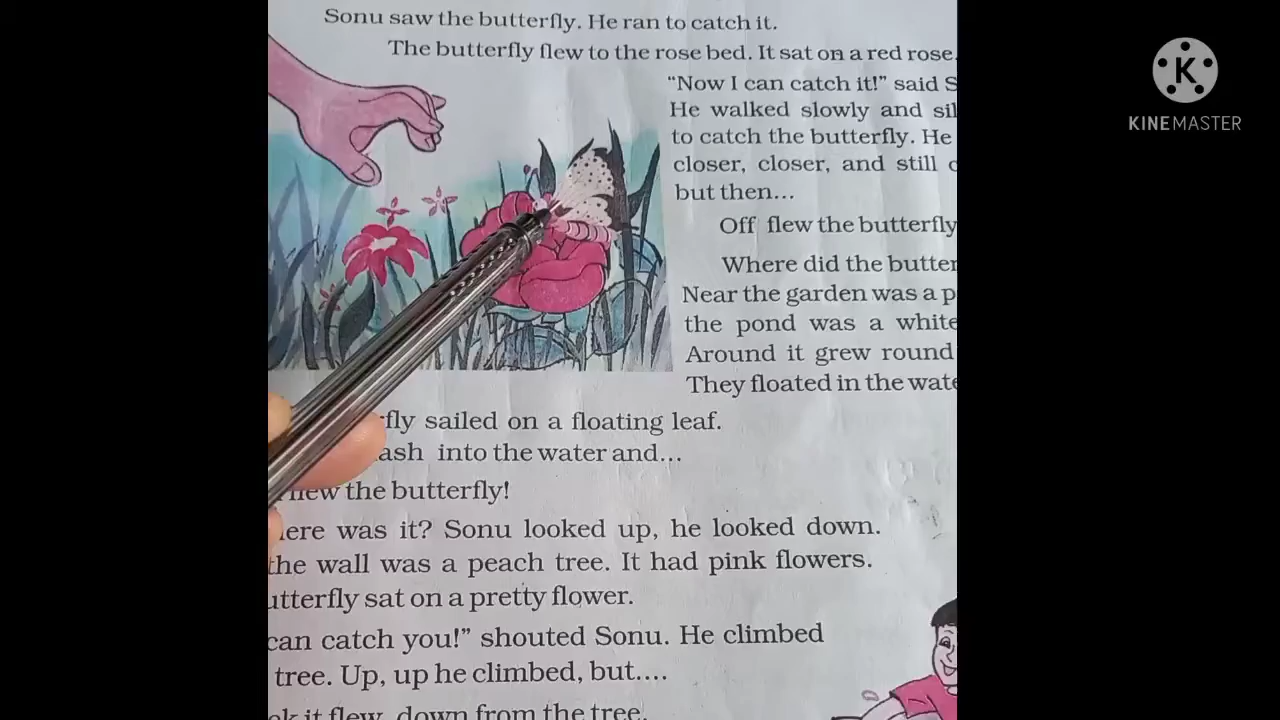 Sonu saw the butterfly. He ran to catch it.
The butterfly flew to the rose bed. It sat on a red rose.
"Now I can catch it!" said S
He walked slowly and sil
to catch the butterfly. He
closer, closer, and still c
but then...
Off flew the butterfly
Where did the butter
Near the garden was a p
the pond was a white
Around it grew round
They floated in the wate
fly sailed on a floating leaf.
ash into the water and...
flew the butterfly!
ere was it? Sonu looked up, he looked down.
the wall was a peach tree. It had pink flowers.
utterfly sat on a pretty flower.
can catch you!" shouted Sonu. He climbed
tree. Up, up he climbed, but....
ok it flew, down from the tree.
K
KINEMASTER